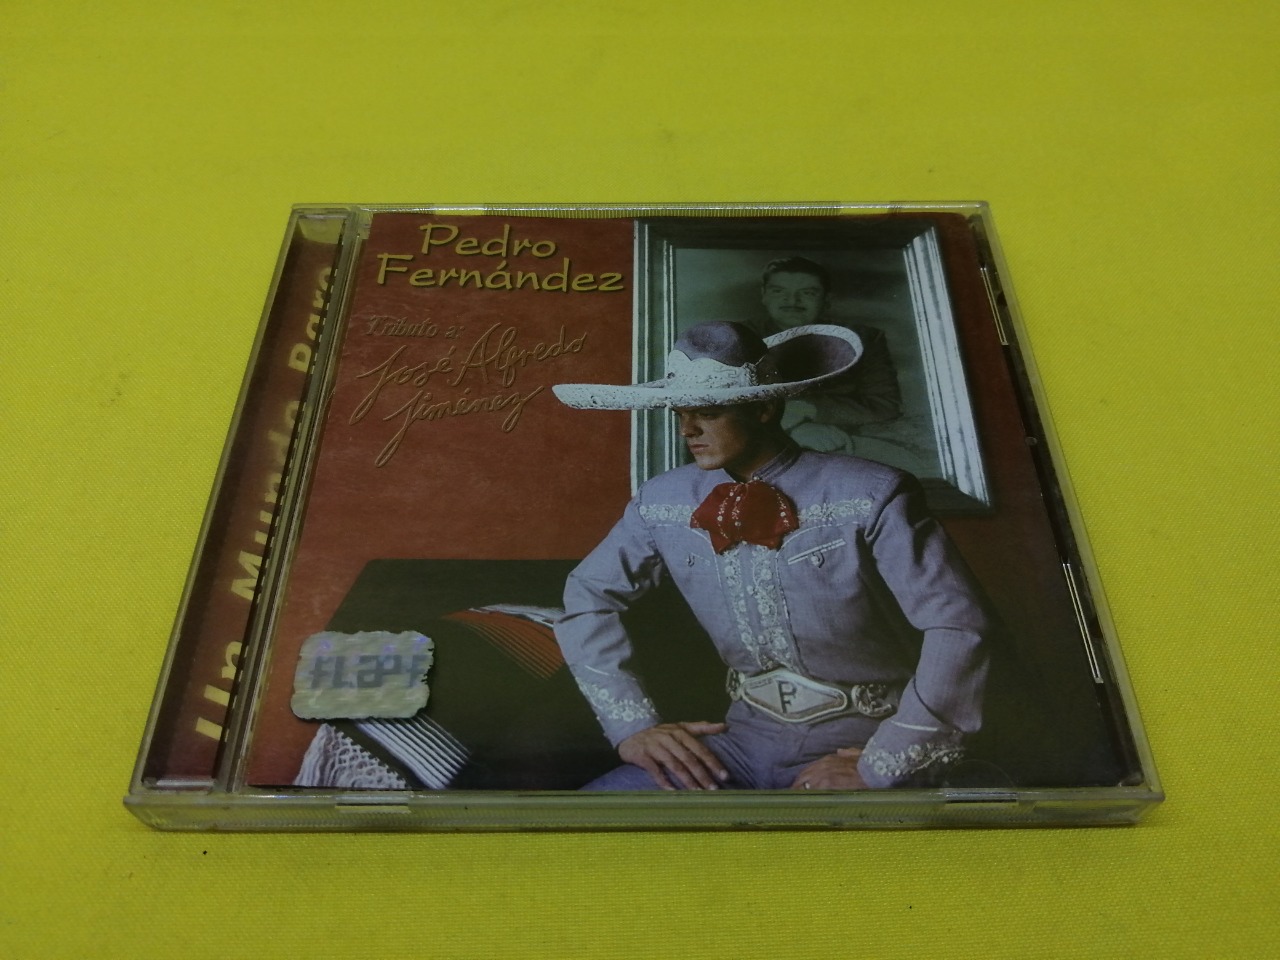 Pedro
Fernández
Tributo a:
José Alfredo
Jiménez
Un Mundo Raro
PF